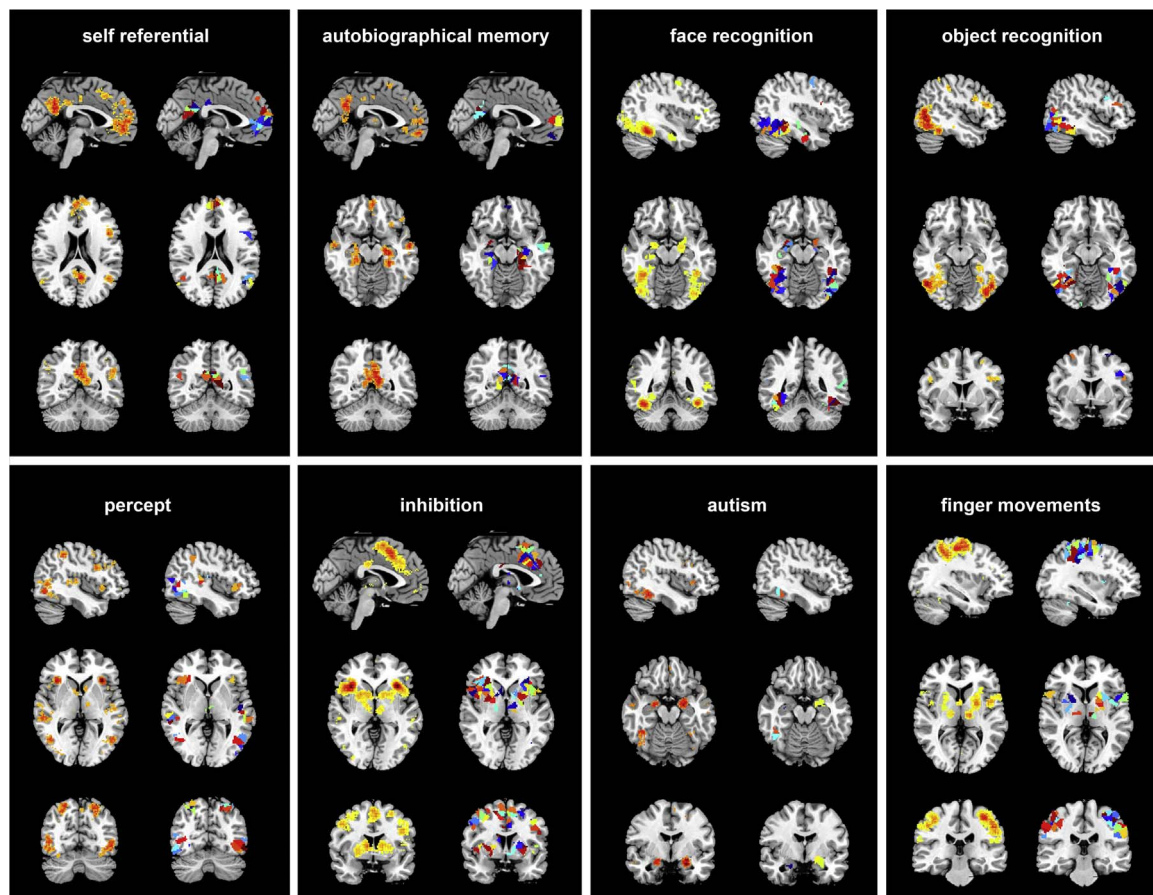 self referential
autobiographical memory
face recognition
object recognition
percept
inhibition
autism
finger movements